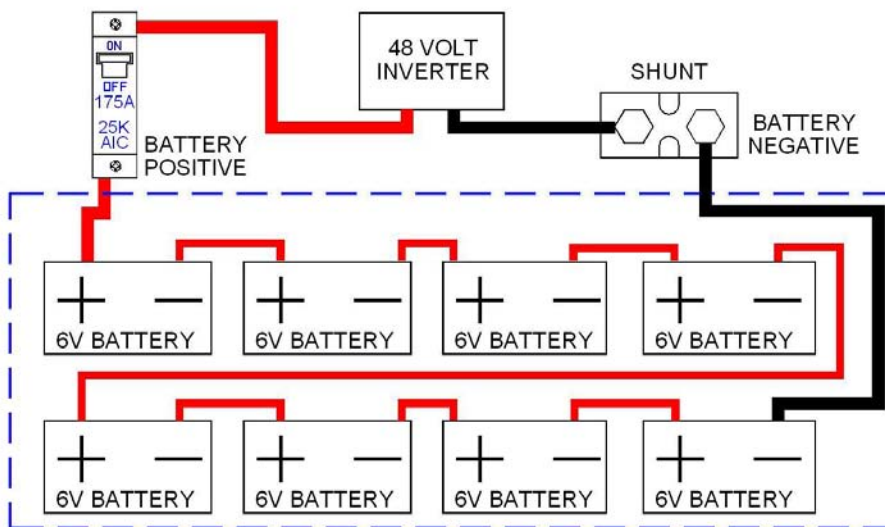 ON
OFF
175A
25K
AIC
BATTERY
POSITIVE
48 VOLT
INVERTER
SHUNT
BATTERY
NEGATIVE
+ − + − + − + −
6V BATTERY 6V BATTERY 6V BATTERY 6V BATTERY
+ − + − + − + −
6V BATTERY 6V BATTERY 6V BATTERY 6V BATTERY